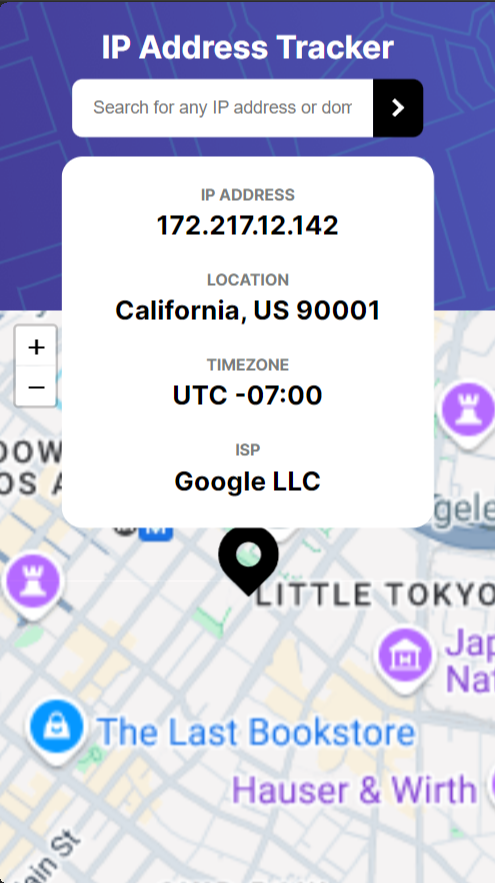 IP Address Tracker
Search for any IP address or dom
IP ADDRESS
172.217.12.142
LOCATION
California, US 90001
TIMEZONE
UTC -07:00
ISP
Google LLC
+
−
DOW
OS A
gele
M
LITTLE TOKYO
Jap
Nat
The Last Bookstore
Hauser & Wirth
ain St